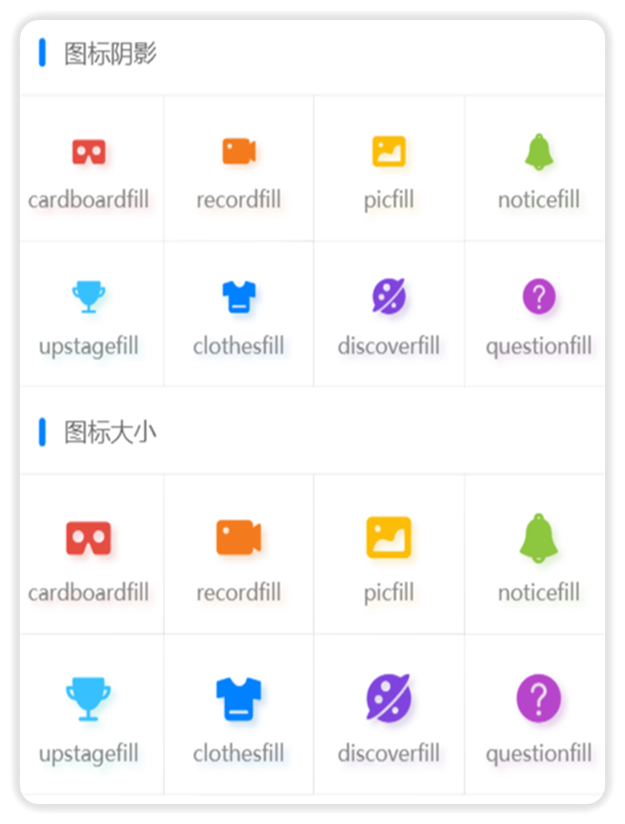 图标阴影
cardboardfill recordfill picfill noticefill
upstagefill clothesfill discoverfill questionfill
图标大小
cardboardfill recordfill picfill noticefill
upstagefill clothesfill discoverfill questionfill